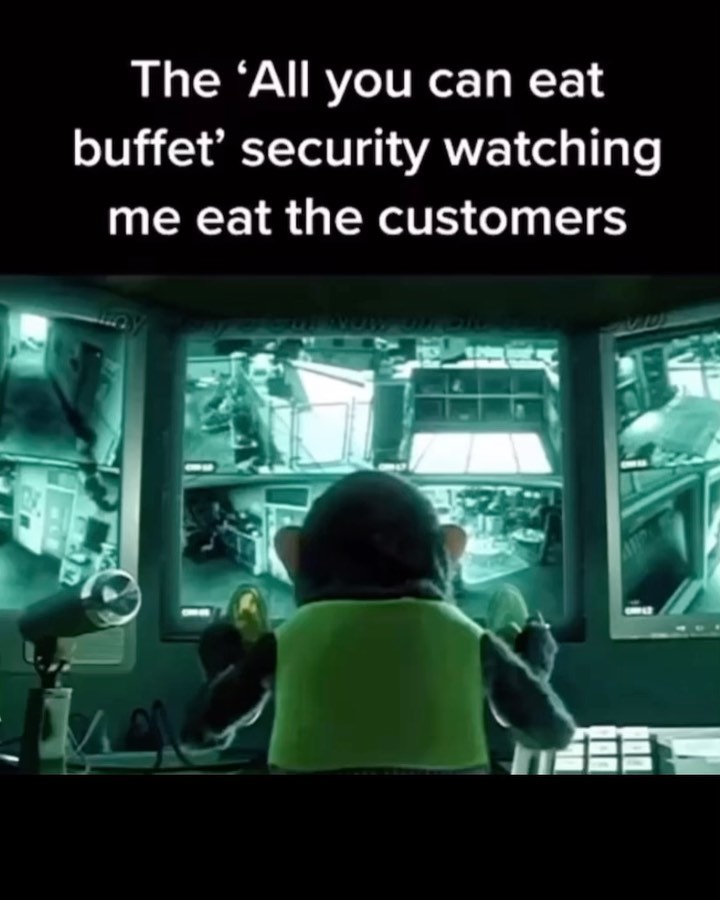 The ‘All you can eat
buffet’ security watching
me eat the customers